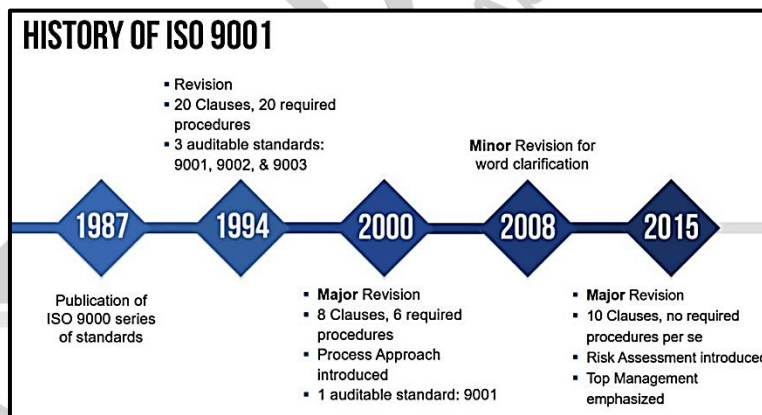 HISTORY OF ISO 9001
▪ Revision
▪ 20 Clauses, 20 required
procedures
▪ 3 auditable standards:
9001, 9002, & 9003
Minor Revision for
word clarification
1987
1994
2000
2008
2015
Publication of
ISO 9000 series
of standards
▪ Major Revision
▪ 8 Clauses, 6 required
procedures
▪ Process Approach
introduced
▪ 1 auditable standard: 9001
▪ Major Revision
▪ 10 Clauses, no required
procedures per se
▪ Risk Assessment introduced
▪ Top Management
emphasized